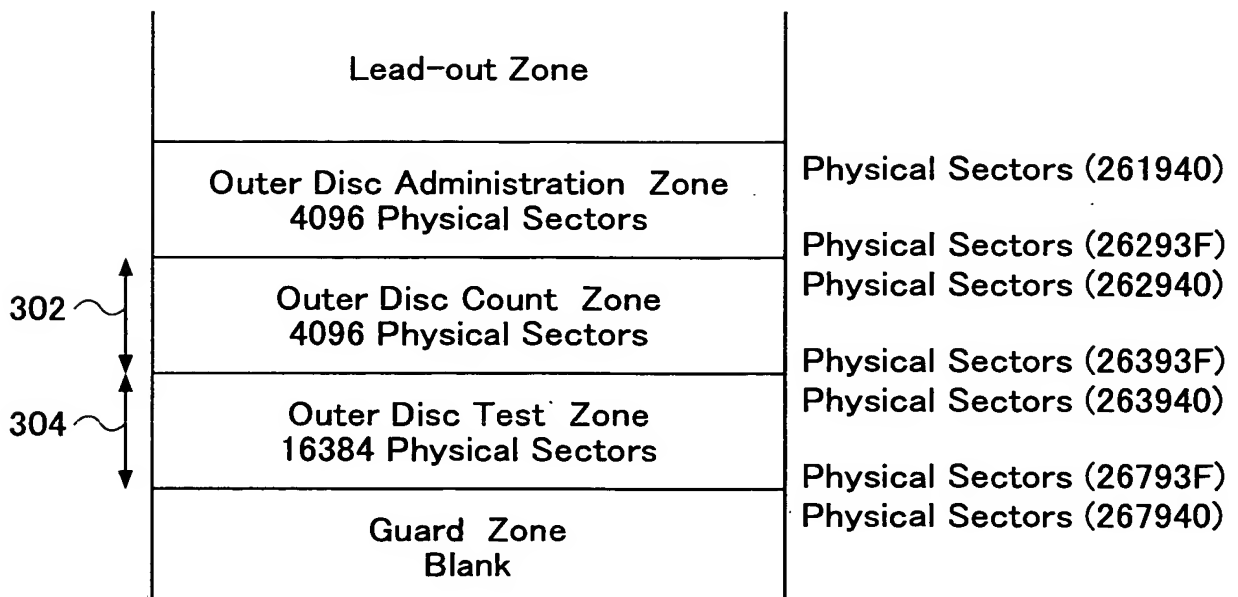 Lead-out Zone
Physical Sectors (261940)
Outer Disc Administration Zone
4096 Physical Sectors
Physical Sectors (26293F)
Physical Sectors (262940)
302
Outer Disc Count Zone
4096 Physical Sectors
Physical Sectors (26393F)
Physical Sectors (263940)
304
Outer Disc Test Zone
16384 Physical Sectors
Physical Sectors (26793F)
Physical Sectors (267940)
Guard Zone
Blank